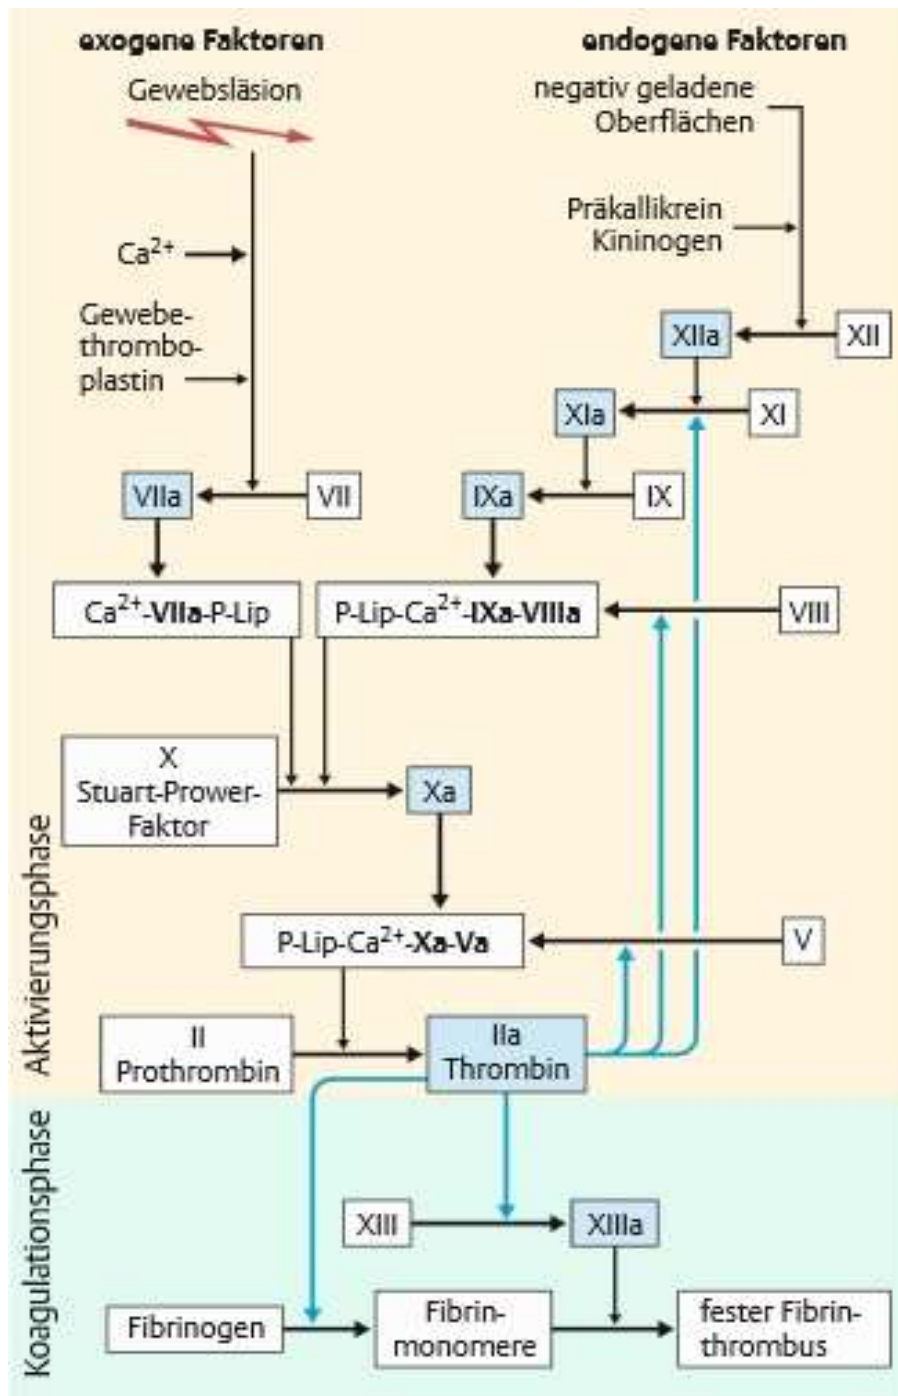 exogene Faktoren
endogene Faktoren
Gewebsläsion
negativ geladene
Oberflächen
Präkallikrein
Kininogen
Ca2+
Gewebe-
thrombo-
plastin
XIIa
XII
XIa
XI
VIIa
VII
IXa
IX
Ca2+-VIIa-P-Lip
P-Lip-Ca2+-IXa-VIIIa
VIII
X
Stuart-Prower-
Faktor
Xa
P-Lip-Ca2+-Xa-Va
V
II
Prothrombin
IIa
Thrombin
Aktivierungsphase
XIII
XIIIa
Fibrinogen
Fibrin-
monomere
fester Fibrin-
thrombus
Koagulationsphase